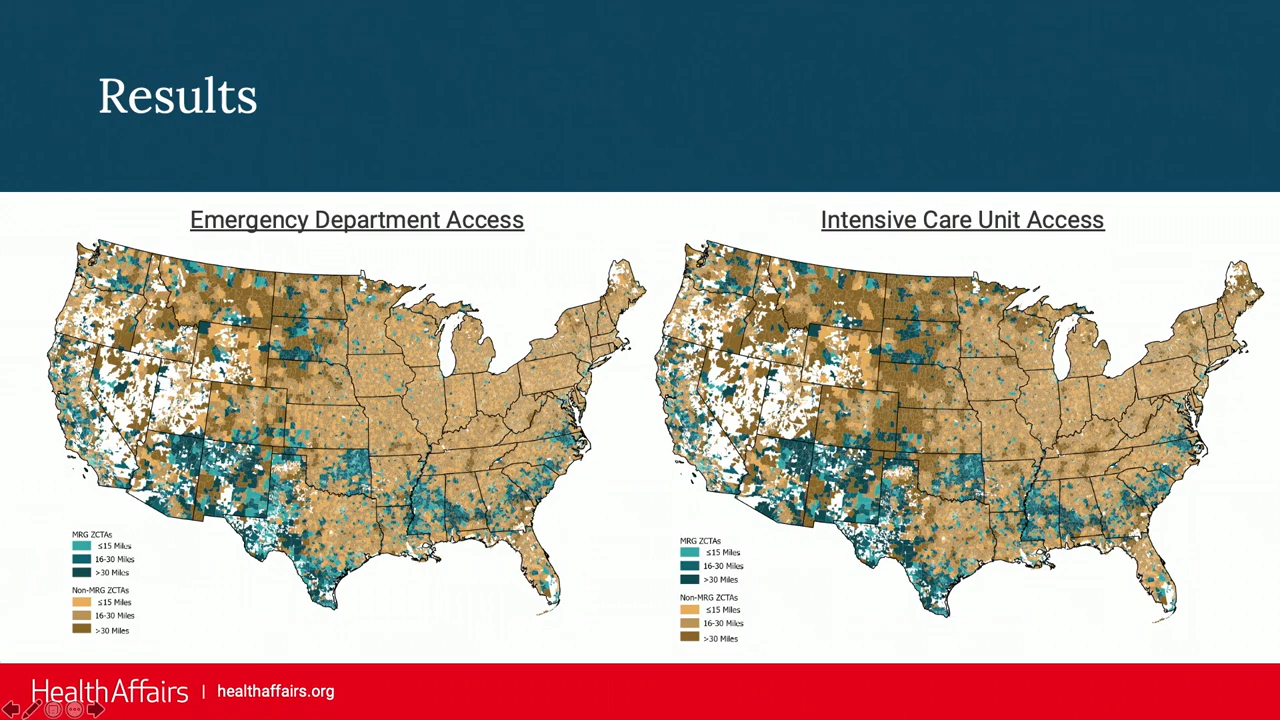 Results
Emergency Department Access
Intensive Care Unit Access
MRG ZCTAs
≤15 Miles
16-30 Miles
>30 Miles
Non-MRG ZCTAs
≤15 Miles
16-30 Miles
>30 Miles
MRG ZCTAs
≤15 Miles
16-30 Miles
>30 Miles
Non-MRG ZCTAs
≤15 Miles
16-30 Miles
>30 Miles
HealthAffairs | healthaffairs.org